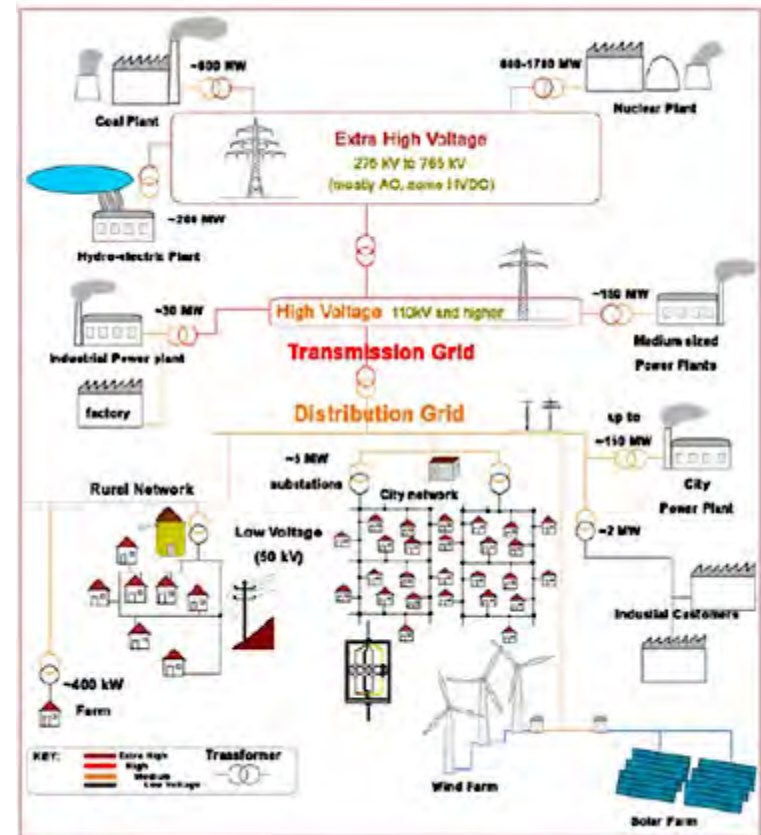 ~600 MW
Coal Plant
600-1700 MW
Nuclear Plant
Extra High Voltage
275 kV to 765 kV
(mostly AC, some HVDC)
~200 MW
Hydro-electric Plant
~30 MW
Industrial Power plant
High Voltage 110kV and higher
~150 MW
Medium sized
Power Plants
Transmission Grid
factory
Distribution Grid
up to
~150 MW
City
Power Plant
~5 MW
substations
Rural Network
City network
~2 MW
Low Voltage
(50 kV)
Industial Customers
~400 kW
Farm
KEY:
Extra High
High
Medium
Low Voltage
Transformer
Wind Farm
Solar Farm